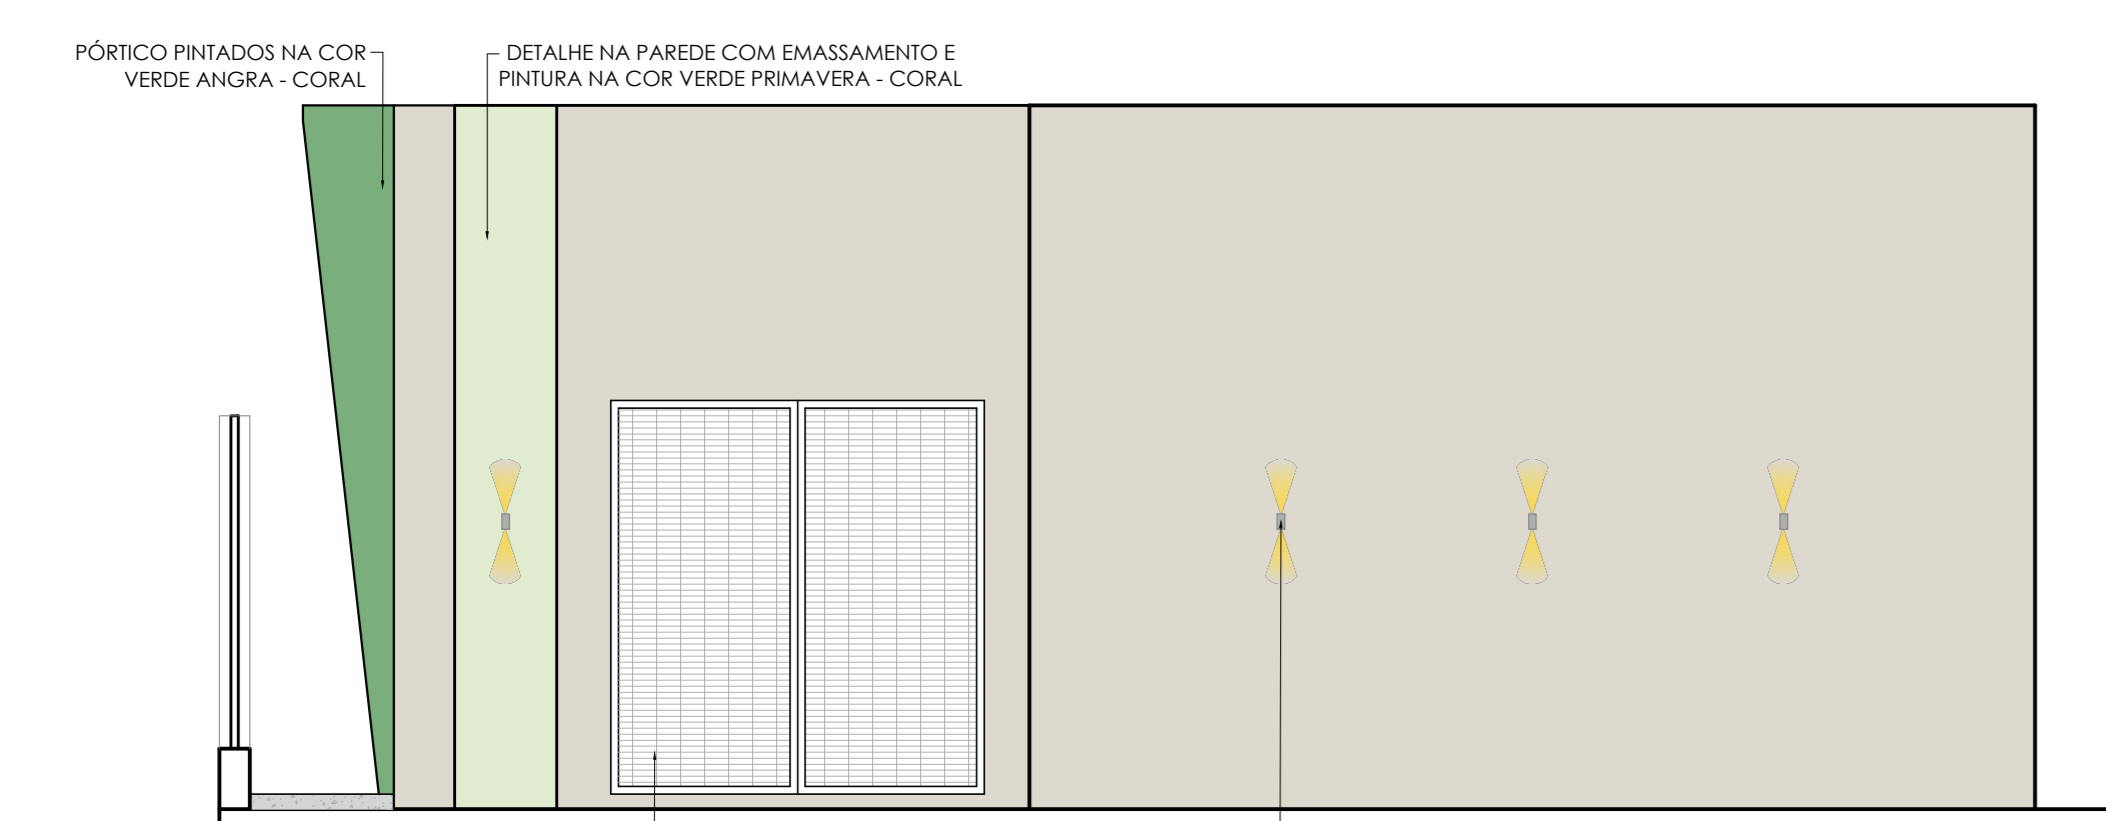 PÓRTICO PINTADOS NA COR
VERDE ANGRA - CORAL
DETALHE NA PAREDE COM EMASSAMENTO E
PINTURA NA COR VERDE PRIMAVERA - CORAL